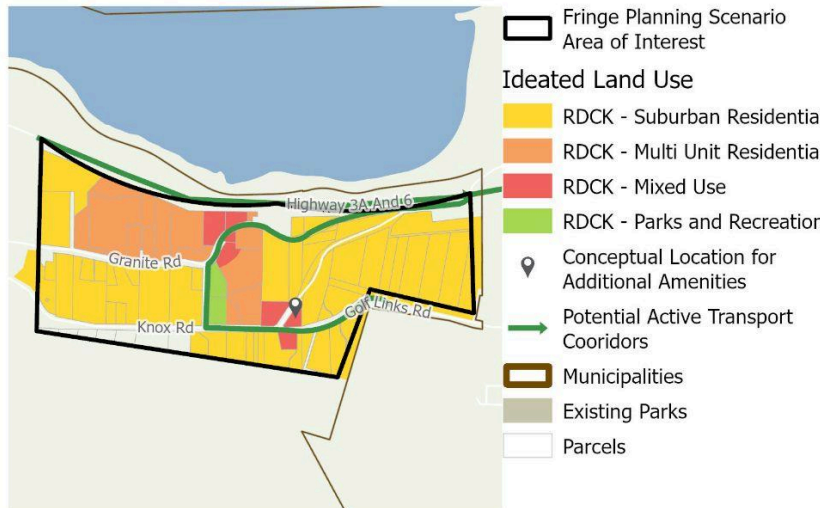 Fringe Planning Scenario
Area of Interest
Ideated Land Use
RDCK - Suburban Residentia
RDCK - Multi Unit Residentia
RDCK - Mixed Use
RDCK - Parks and Recreation
Conceptual Location for
Additional Amenities
Potential Active Transport
Cooridors
Municipalities
Existing Parks
Parcels
Highway 3A And 6
Granite Rd
Knox Rd
Golf Links Rd